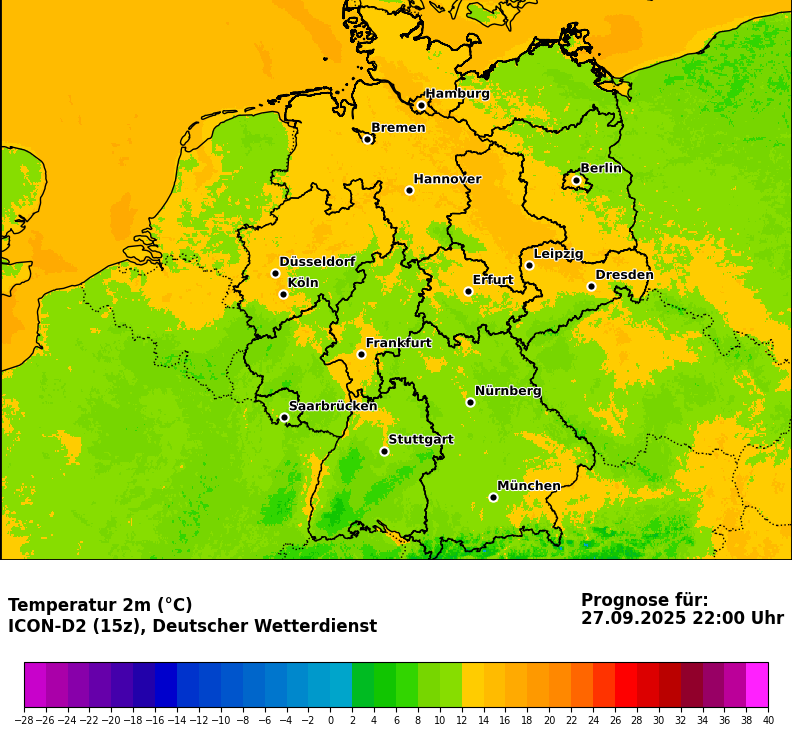 Hamburg
Bremen
Berlin
Hannover
Leipzig
Düsseldorf
Dresden
Köln
Erfurt
Frankfurt
Nürnberg
Saarbrücken
Stuttgart
München
Temperatur 2m (°C)
ICON-D2 (15z), Deutscher Wetterdienst
Prognose für:
27.09.2025 22:00 Uhr
−28 −26 −24 −22 −20 −18 −16 −14 −12 −10 −8 −6 −4 −2 0 2 4 6 8 10 12 14 16 18 20 22 24 26 28 30 32 34 36 38 40